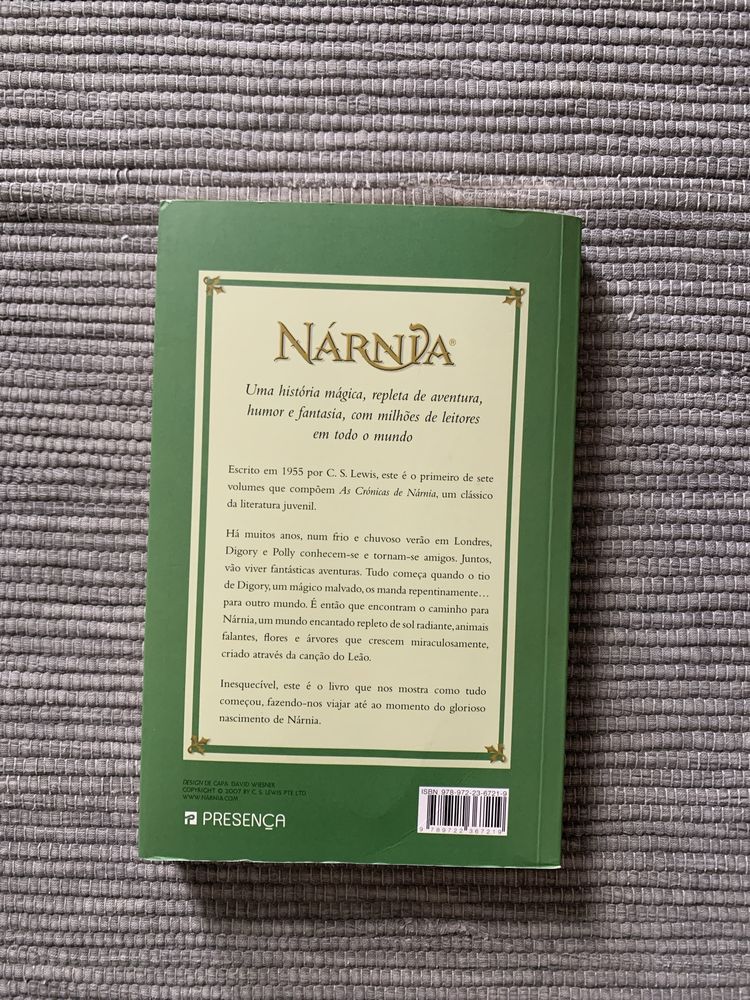 NÁRNIA®
Uma história mágica, repleta de aventura,
humor e fantasia, com milhões de leitores
em todo o mundo
Escrito em 1955 por C. S. Lewis, este é o primeiro de sete
volumes que compõem As Crónicas de Nárnia, um clássico
da literatura juvenil.
Há muitos anos, num frio e chuvoso verão em Londres,
Digory e Polly conhecem-se e tornam-se amigos. Juntos,
vão viver fantásticas aventuras. Tudo começa quando o tio
de Digory, um mágico malvado, os manda repentinamente...
para outro mundo. É então que encontram o caminho para
Nárnia, um mundo encantado repleto de sol radiante, animais
falantes, flores e árvores que crescem miraculosamente,
criado através da canção do Leão.
Inesquecível, este é o livro que nos mostra como tudo
começou, fazendo-nos viajar até ao momento do glorioso
nascimento de Nárnia.
DESIGN DE CAPA: DAVID WIESNER
COPYRIGHT © 2007 BY C. S. LEWIS PTE LTD.
WWW.NARNIA.COM
PRESENÇA
ISBN 978-972-23-6721-9
9 789722 367219